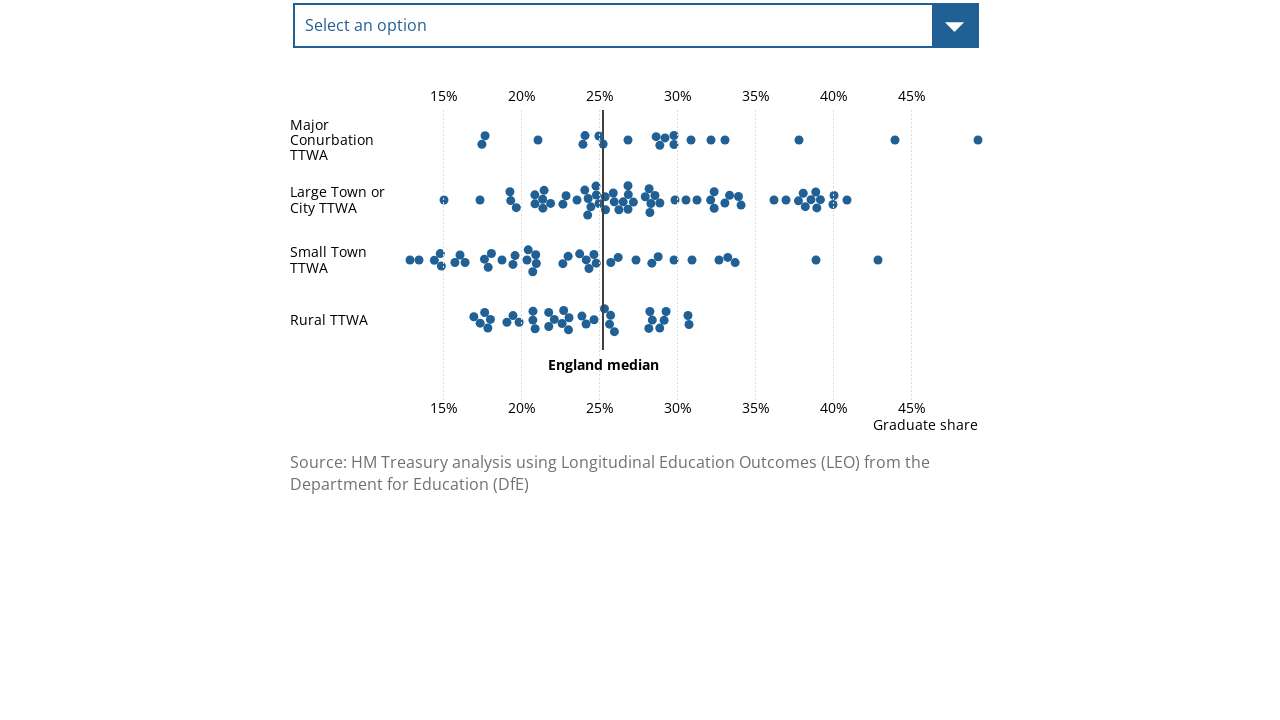 Select an option
15% 20% 25% 30% 35% 40% 45%
Major
Conurbation
TTWA
Large Town or
City TTWA
Small Town
TTWA
Rural TTWA
England median
15% 20% 25% 30% 35% 40% 45%
Graduate share
Source: HM Treasury analysis using Longitudinal Education Outcomes (LEO) from the
Department for Education (DfE)